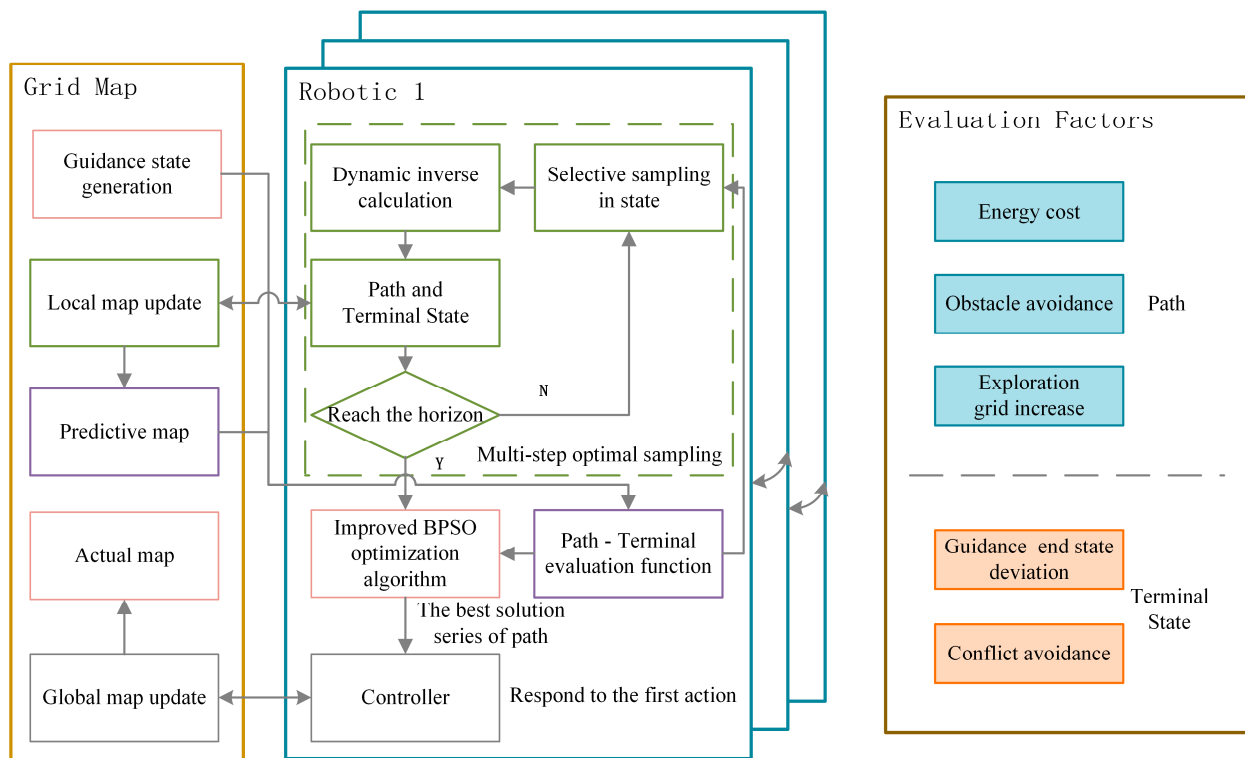 Grid Map
Guidance state
generation
Local map update
Predictive map
Actual map
Global map update
Robotic 1
Dynamic inverse
calculation
Selective sampling
in state
Path and
Terminal State
Reach the horizon
N
Y
Multi-step optimal sampling
Improved BPSO
optimization
algorithm
Path - Terminal
evaluation function
The best solution
series of path
Controller
Respond to the first action
Evaluation Factors
Energy cost
Obstacle avoidance
Path
Exploration
grid increase
Guidance end state
deviation
Terminal
State
Conflict avoidance